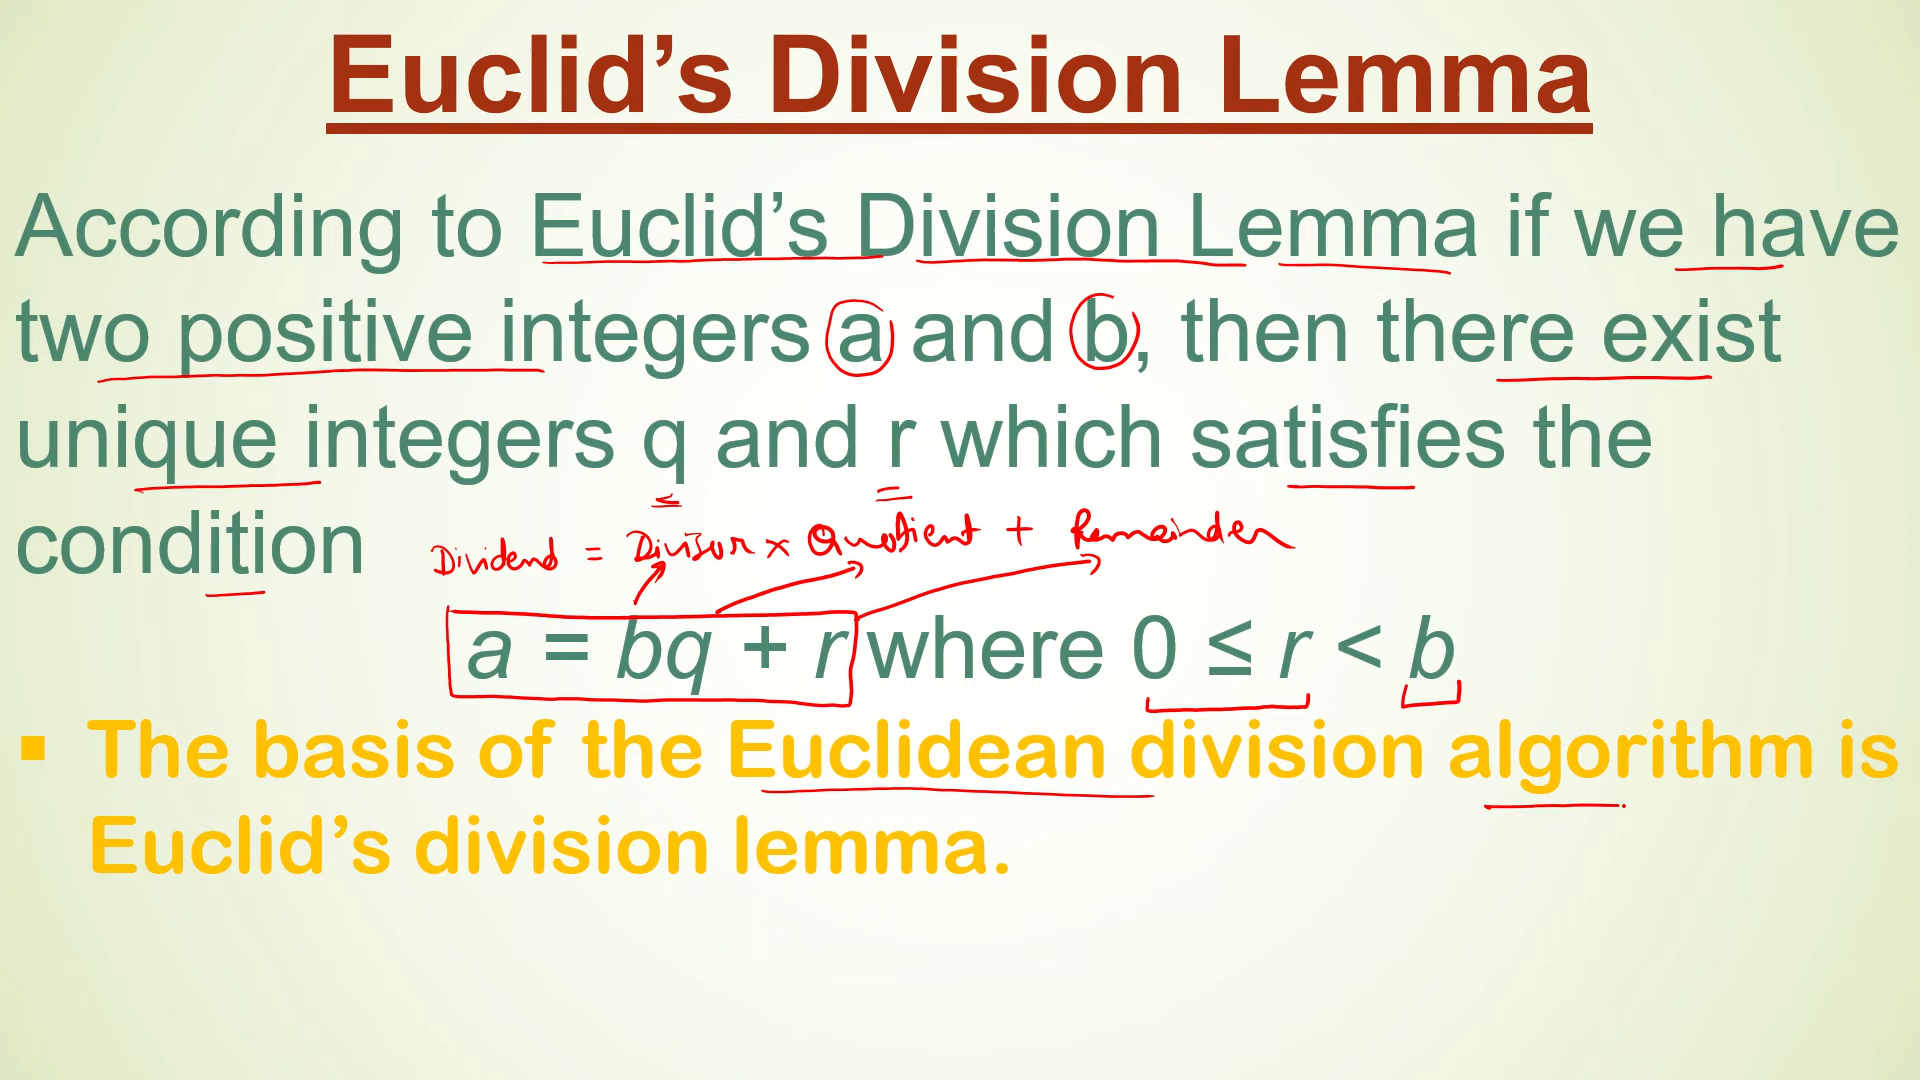 Euclid’s Division Lemma
According to Euclid’s Division Lemma if we have
two positive integers a and b, then there exist
unique integers q and r which satisfies the
condition
Dividend = Divisor × Quotient + Remainder
a = bq + r where 0 ≤ r < b
▪ The basis of the Euclidean division algorithm is
Euclid’s division lemma.